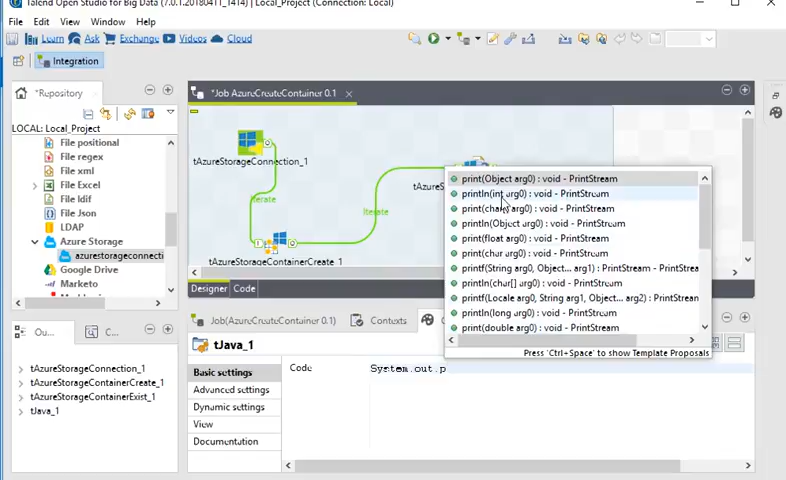 Talend Open Studio for Big Data (7.0.1.20180411_1414) | Local_Project (Connection: Local)
File Edit View Window Help
Learn Ask Exchange Videos Cloud
Integration
*Repository
LOCAL: Local_Project
File positional
File regex
File xml
File Excel
File Json
LDAP
Azure Storage
azurestorageconnecti
Google Drive
Marketo
*Job AzureCreateContainer 0.1
tAzureStorageConnection_1
Iterate
tAzureStorageContainerCreate_1
Iterate
tAzureS
print(Object arg0) : void - PrintStream
println(int arg0) : void - PrintStream
print(char arg0) : void - PrintStream
println(Object arg0) : void - PrintStream
print(float arg0) : void - PrintStream
print(char arg0) : void - PrintStream
printf(String arg0, Object... arg1) : PrintStream - PrintStrea
println(char[] arg0) : void - PrintStream
printf(Locale arg0, String arg1, Object... arg2) : PrintStrean
println(long arg0) : void - PrintStream
print(double arg0) : void - PrintStream
Press 'Ctrl+Space' to show Template Proposals
Designer Code
Job(AzureCreateContainer 0.1) Contexts
tJava_1
Basic settings
Advanced settings
Dynamic settings
View
Documentation
Code System.out.p
Ou... C...
tAzureStorageConnection_1
tAzureStorageContainerCreate_1
tAzureStorageContainerExist_1
tJava_1